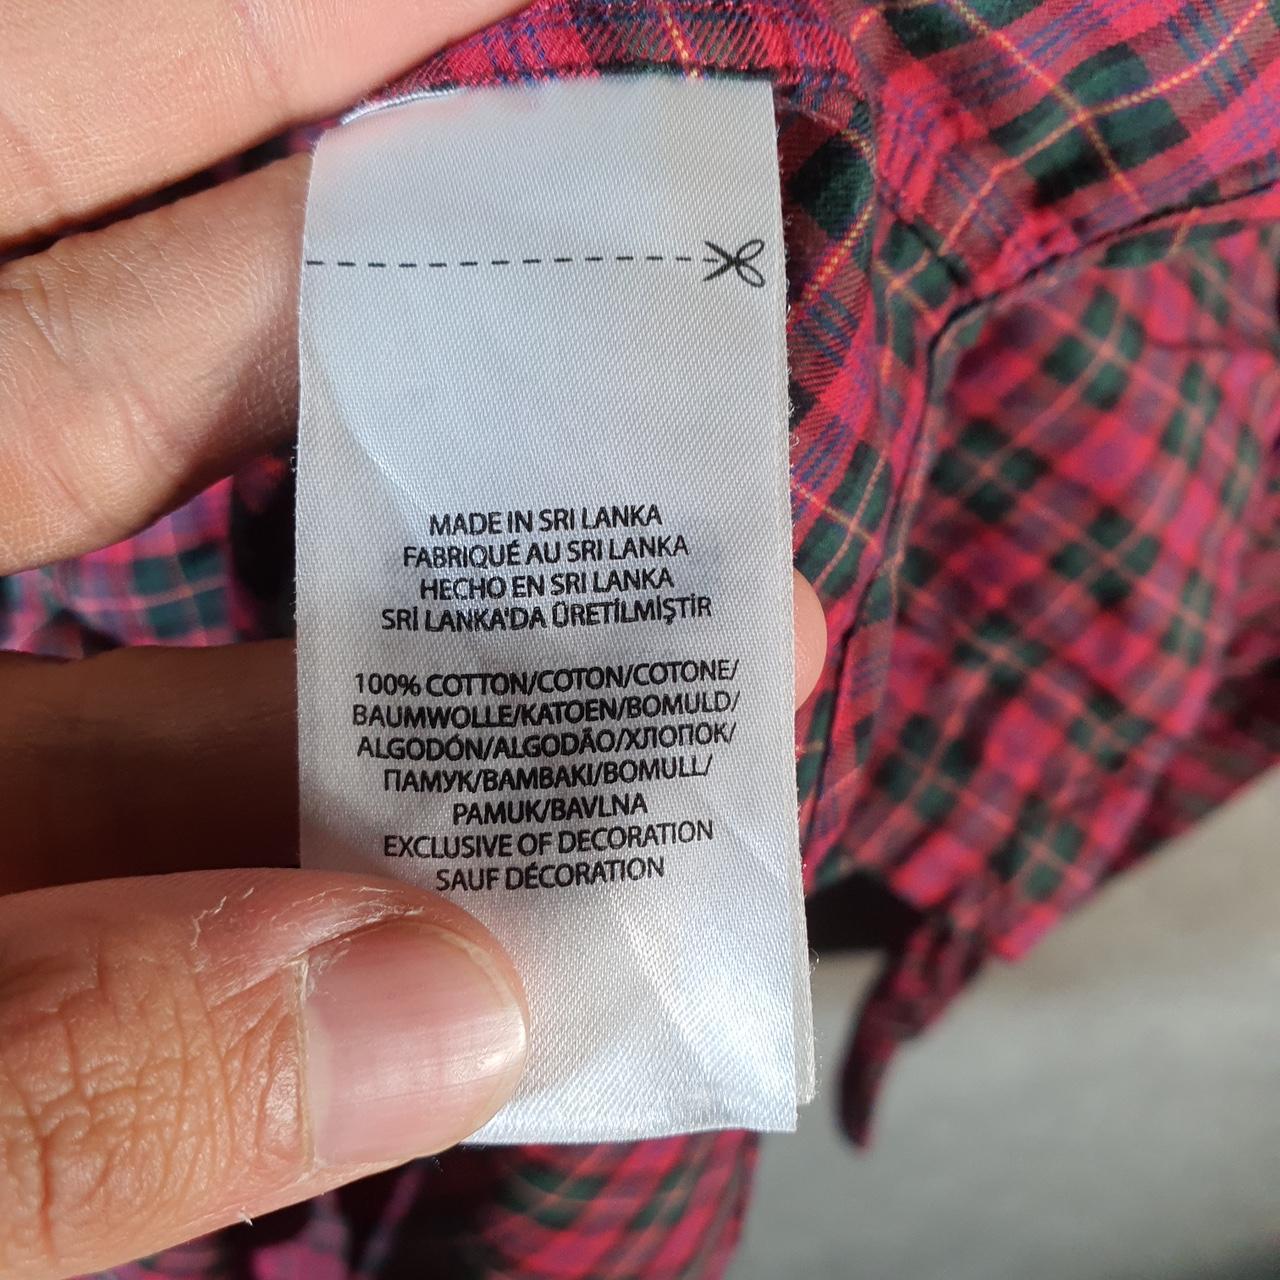 MADE IN SRI LANKA
FABRIQUÉ AU SRI LANKA
HECHO EN SRI LANKA
SRİ LANKA'DA ÜRETİLMİŞTİR
100% COTTON/COTON/COTONE/
BAUMWOLLE/KATOEN/BOMULD/
ALGODÓN/ALGODÃO/ХЛОПОК/
ПАМУК/BAMBAKI/BOMULL/
PAMUK/BAVLNA
EXCLUSIVE OF DECORATION
SAUF DÉCORATION